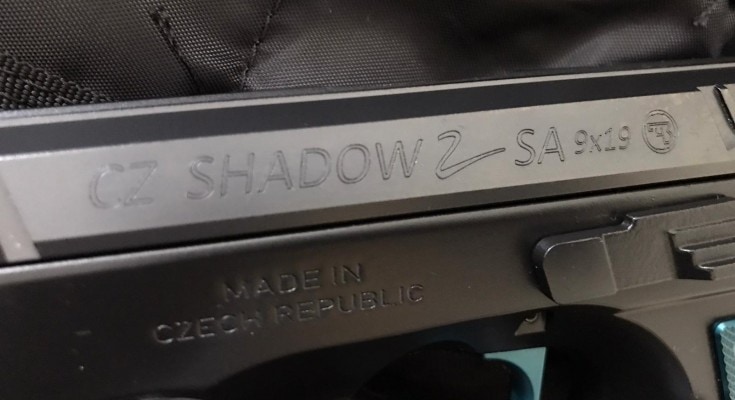 CZ SHADOW 2 SA 9x19
MADE IN
CZECH REPUBLIC